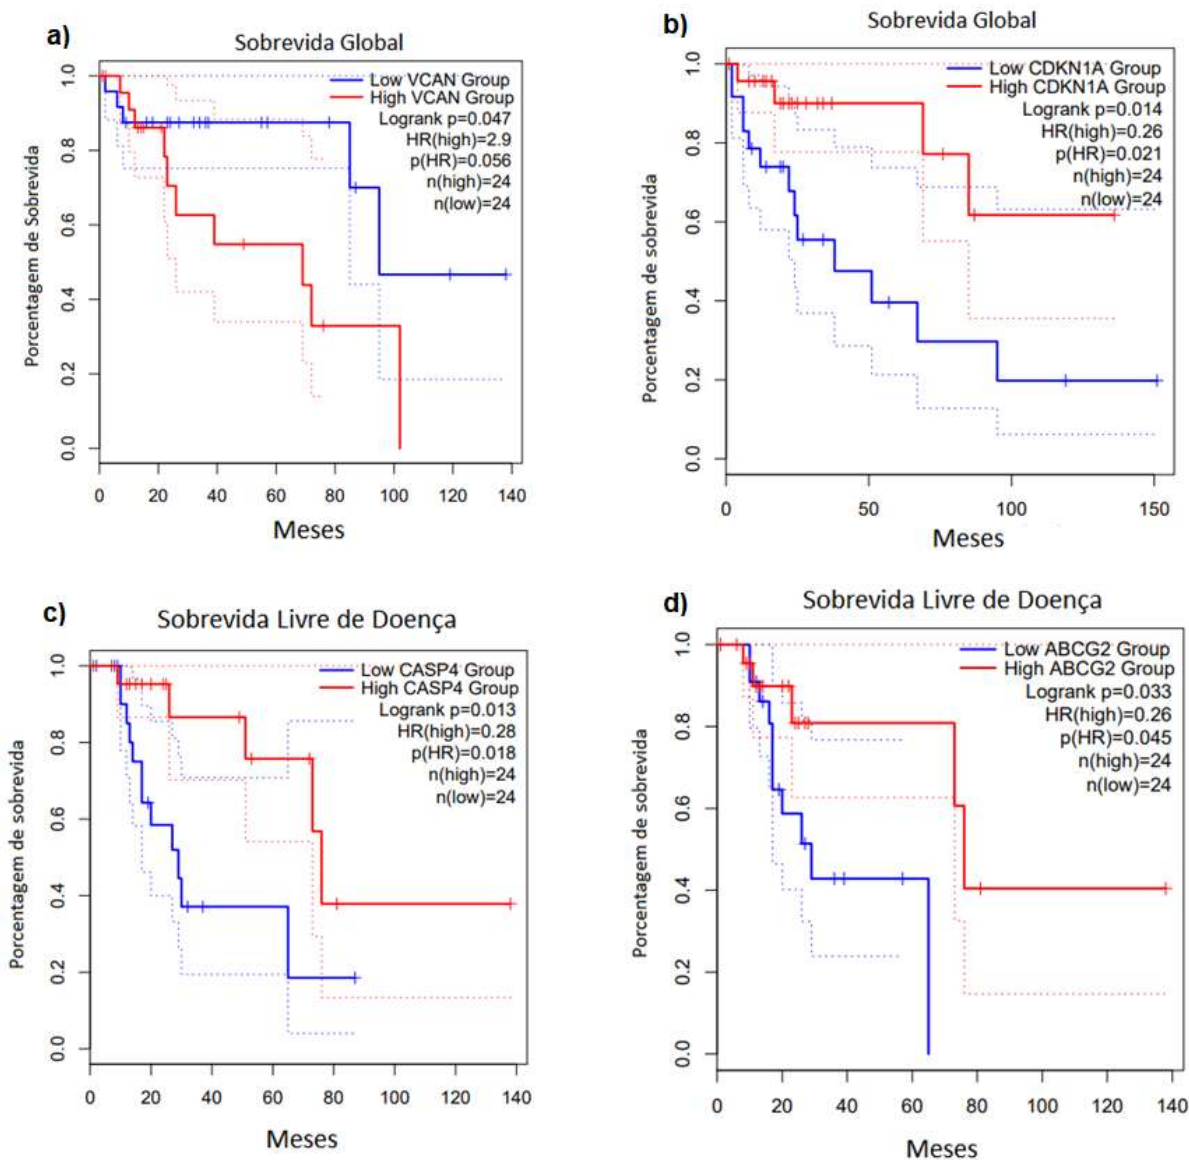 a)
Sobrevida Global
Low VCAN Group
High VCAN Group
Logrank p=0.047
HR(high)=2.9
p(HR)=0.056
n(high)=24
n(low)=24
Porcentagem de Sobrevida
1.0
0.8
0.6
0.4
0.2
0.0
0 20 40 60 80 100 120 140
Meses
b)
Sobrevida Global
Low CDKN1A Group
High CDKN1A Group
Logrank p=0.014
HR(high)=0.26
p(HR)=0.021
n(high)=24
n(low)=24
Porcentagem de sobrevida
1.0
0.8
0.6
0.4
0.2
0.0
0 50 100 150
Meses
c)
Sobrevida Livre de Doença
Low CASP4 Group
High CASP4 Group
Logrank p=0.013
HR(high)=0.28
p(HR)=0.018
n(high)=24
n(low)=24
Porcentagem de sobrevida
1.0
0.8
0.6
0.4
0.2
0.0
0 20 40 60 80 100 120 140
Meses
d)
Sobrevida Livre de Doença
Low ABCG2 Group
High ABCG2 Group
Logrank p=0.033
HR(high)=0.26
p(HR)=0.045
n(high)=24
n(low)=24
Porcentagem de sobrevida
1.0
0.8
0.6
0.4
0.2
0.0
0 20 40 60 80 100 120 140
Meses